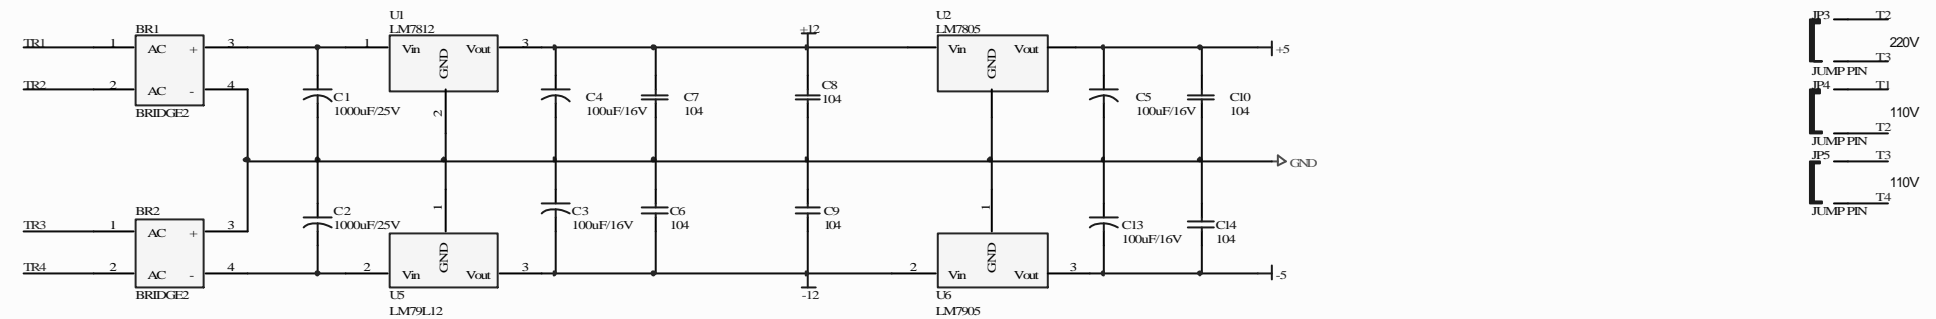 U1
LM7812
U2
LM7805
BR1
BRIDGE2
TR1
TR2
1
2
AC
AC
+
-
3
4
1
Vin
Vout
GND
3
2
C1
1000uF/25V
C4
100uF/16V
C7
104
+12
C8
104
Vin
Vout
GND
C5
100uF/16V
C10
104
+5
GND
BR2
BRIDGE2
TR3
TR4
1
2
AC
AC
+
-
3
4
C2
1000uF/25V
2
1
Vin
Vout
GND
3
U5
LM79L12
C3
100uF/16V
C6
104
C9
104
-12
2
1
Vin
Vout
GND
3
U6
LM7905
C13
100uF/16V
C14
104
-5
JP3
T2
220V
T3
JUMP PIN
JP4
T1
110V
T2
JUMP PIN
JP5
T3
110V
T4
JUMP PIN